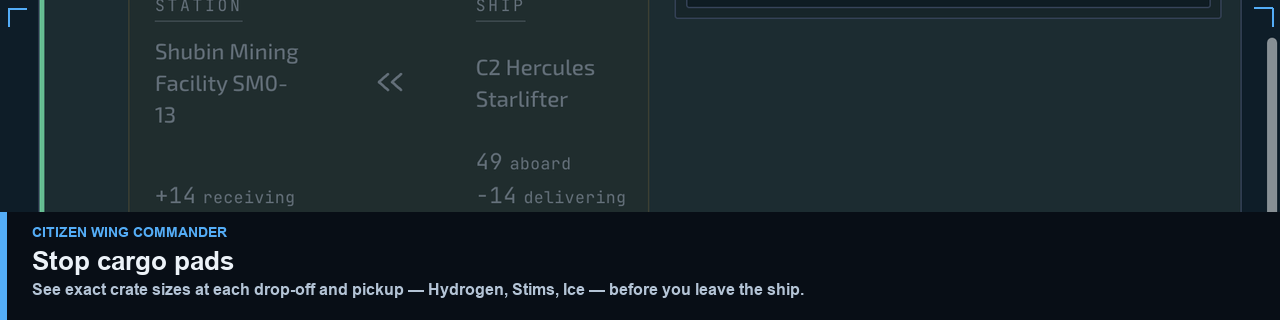 STATION
Shubin Mining
Facility SM0-
13
+14 receiving
SHIP
C2 Hercules
Starlifter
49 aboard
-14 delivering
CITIZEN WING COMMANDER
Stop cargo pads
See exact crate sizes at each drop-off and pickup — Hydrogen, Stims, Ice — before you leave the ship.